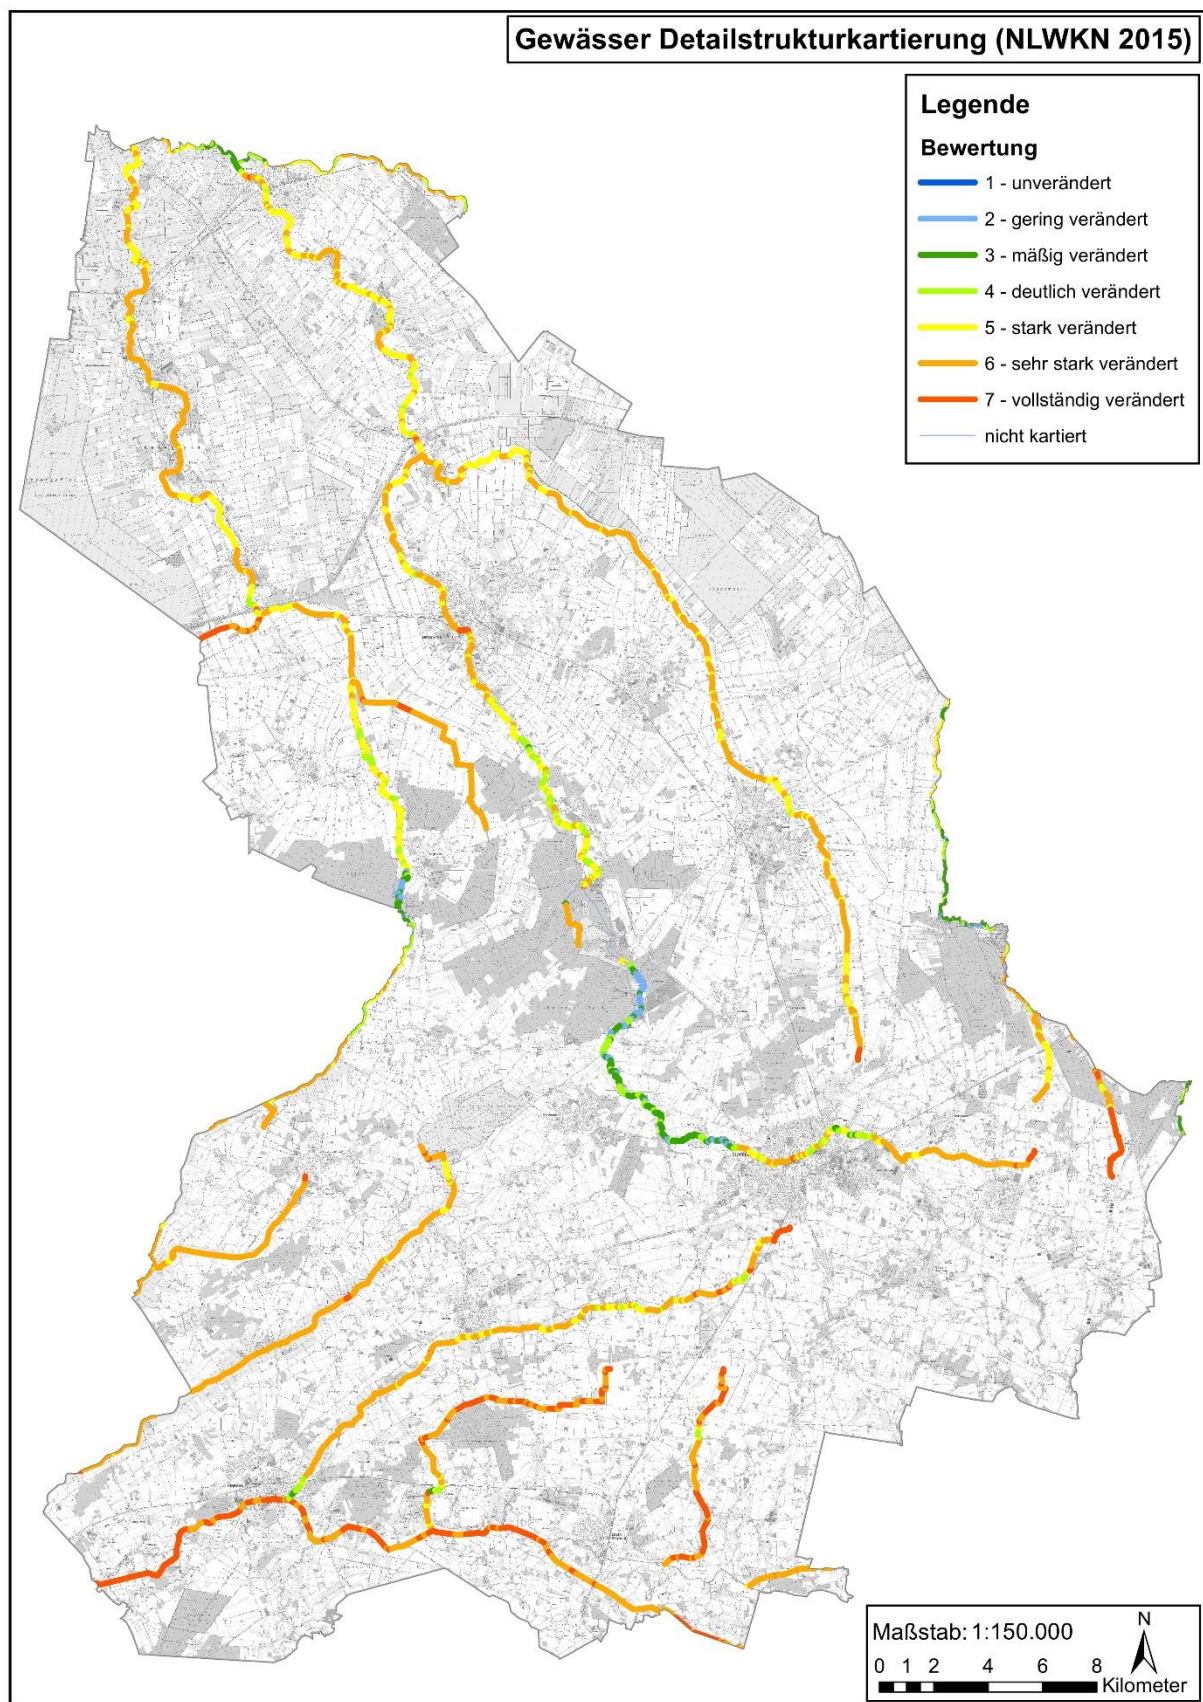 Gewässer Detailstrukturkartierung (NLWKN 2015)
Legende
Bewertung
1 - unverändert
2 - gering verändert
3 - mäßig verändert
4 - deutlich verändert
5 - stark verändert
6 - sehr stark verändert
7 - vollständig verändert
nicht kartiert
Maßstab: 1:150.000
N
0 1 2 4 6 8
Kilometer